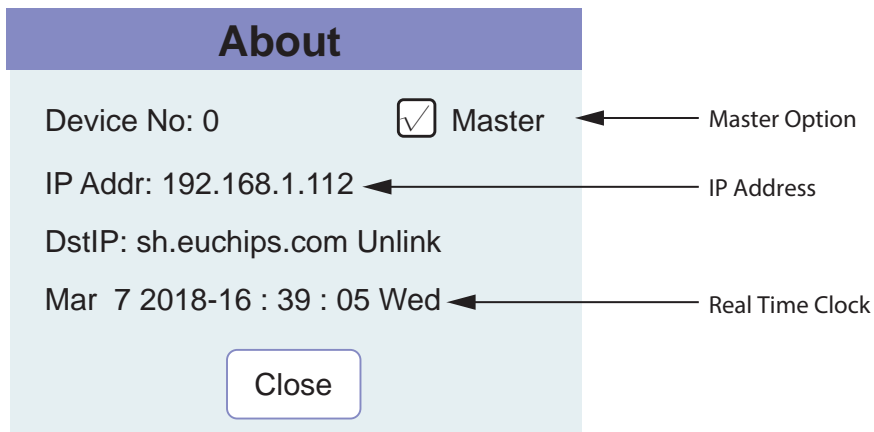 About
Device No: 0 Master Master Option
IP Addr: 192.168.1.112 IP Address
DstIP: sh.euchips.com Unlink
Mar 7 2018-16 : 39 : 05 Wed Real Time Clock
Close